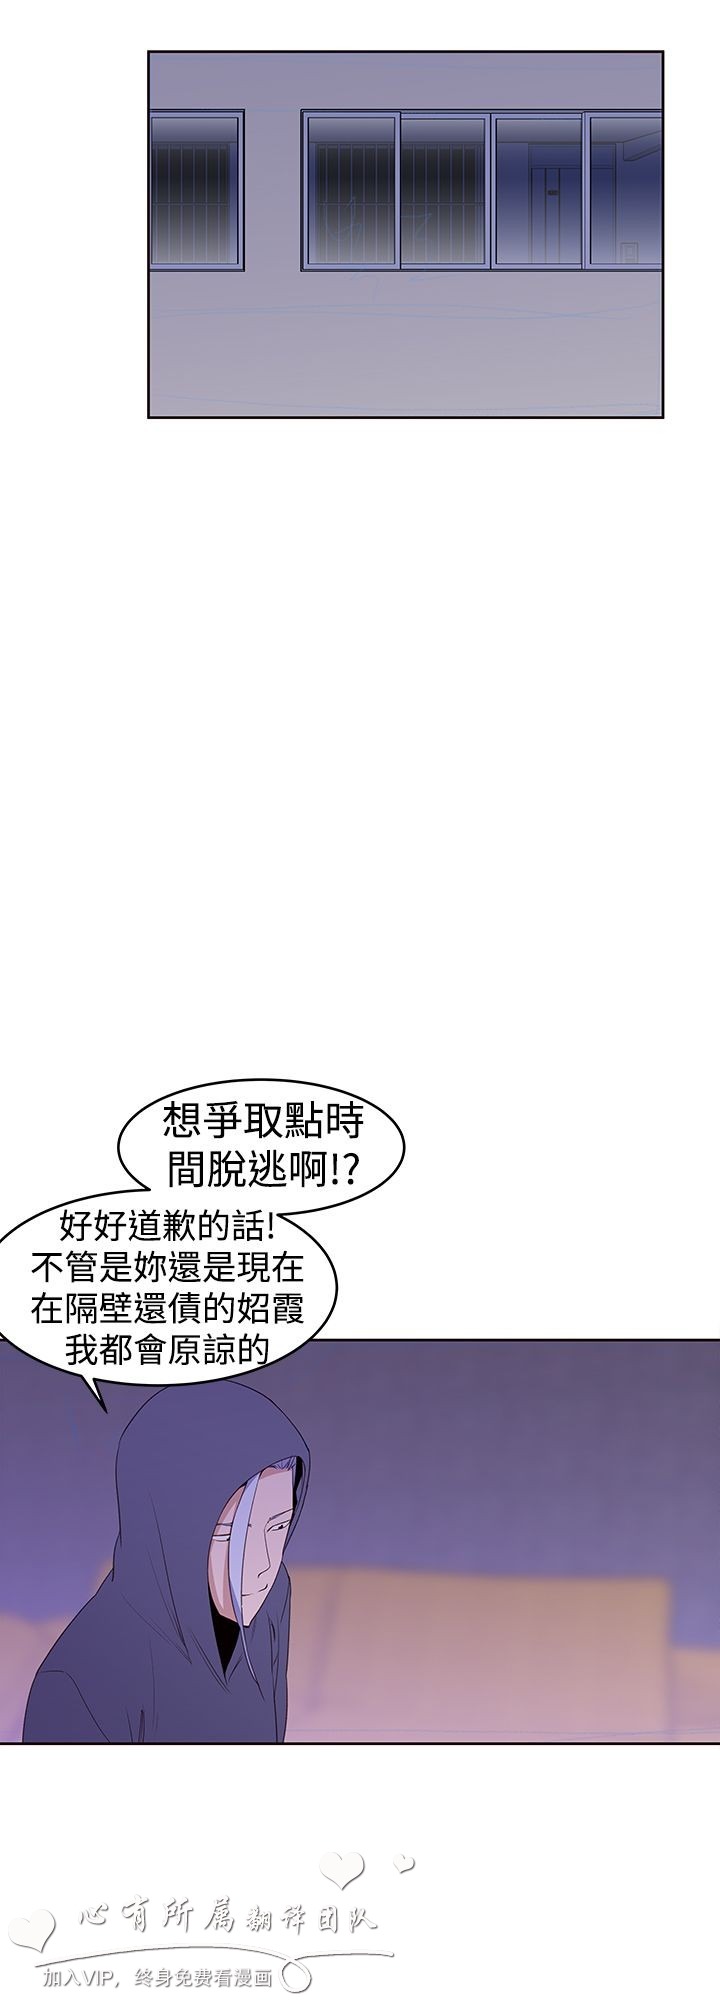 想爭取點時
間脫逃啊!?
好好道歉的話!
不管是妳還是現在
在隔壁還債的妱霞
我都會原諒的
心有所属翻译团队
加入VIP，终身免费看漫画